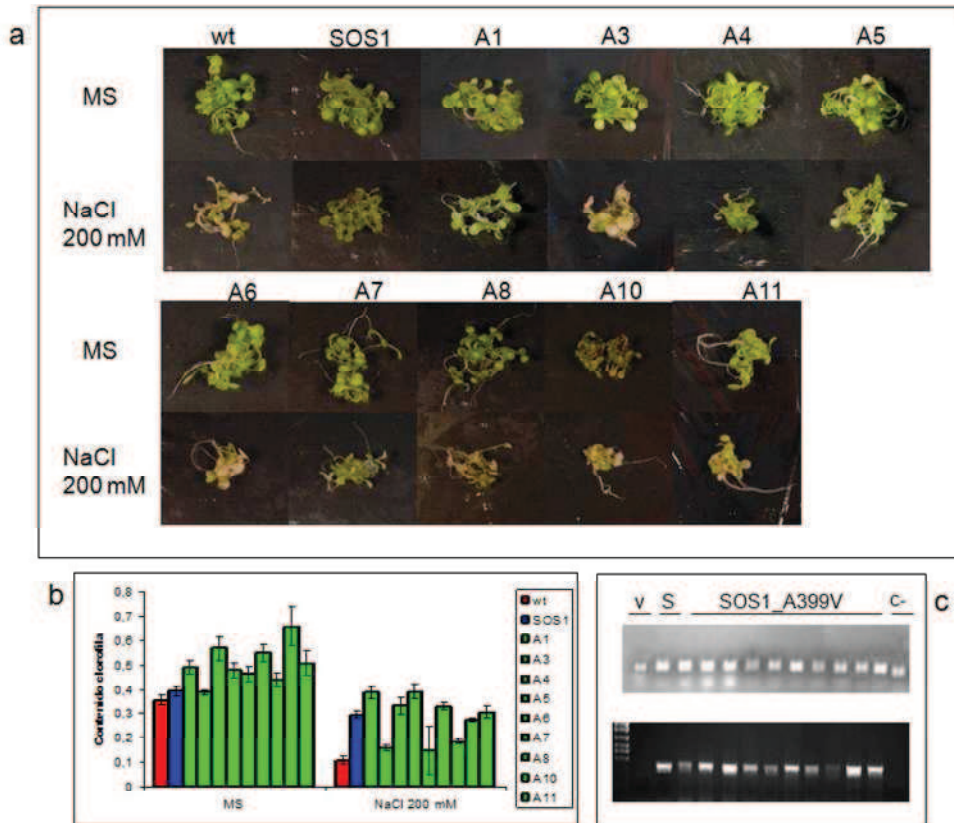 a
wt SOS1 A1 A3 A4 A5
MS
NaCl
200 mM
A6 A7 A8 A10 A11
MS
NaCl
200 mM
b
Contenido clorofila
0,8
0,7
0,6
0,5
0,4
0,3
0,2
0,1
0
MS NaCl 200 mM
wt
SOS1
A1
A3
A4
A5
A6
A7
A8
A10
A11
c
v S SOS1_A399V c-